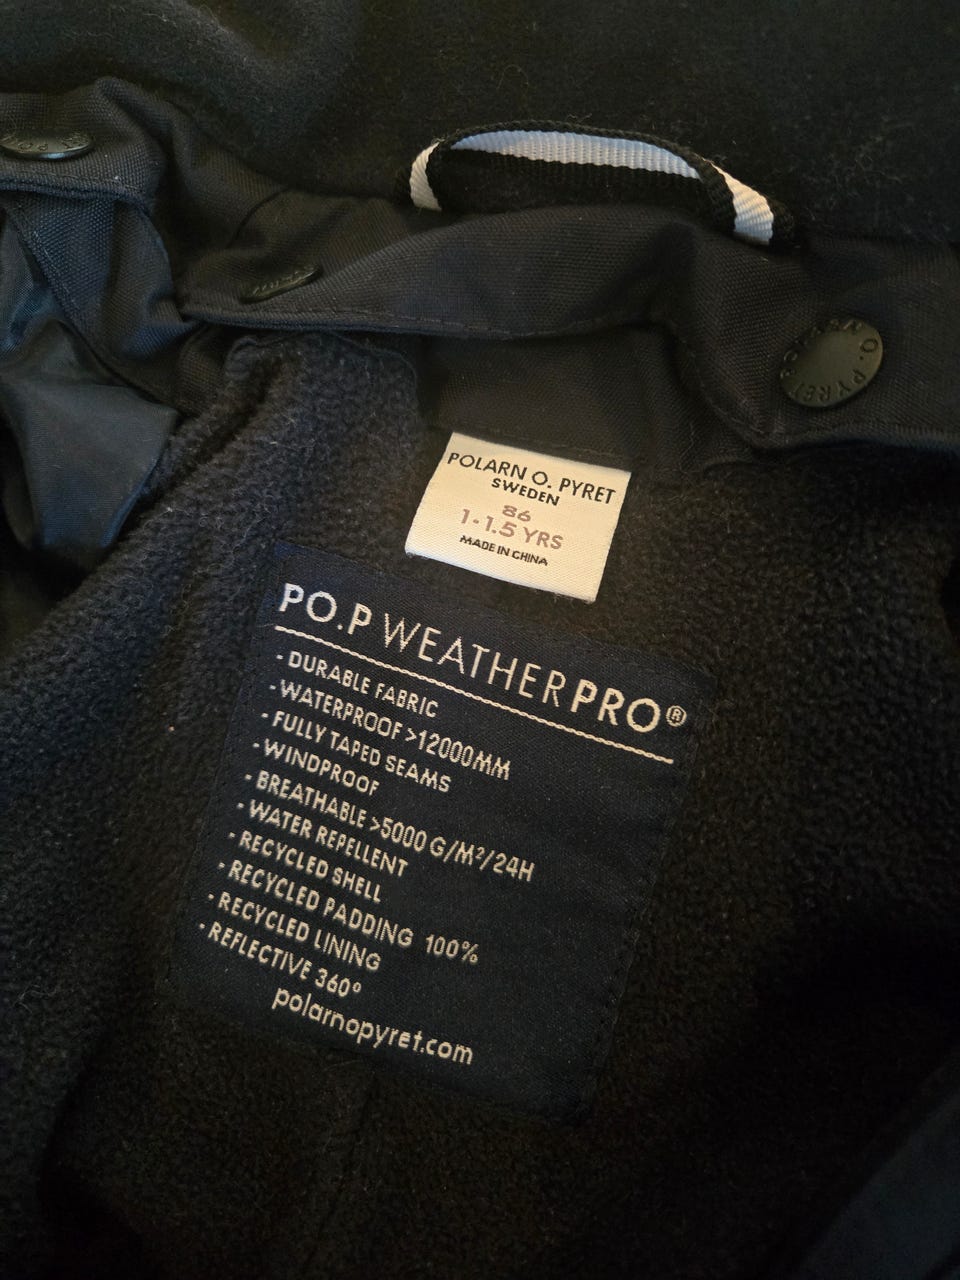 O. PYRET
POLARN O. PYRET
SWEDEN
86
1-1.5 YRS
MADE IN CHINA
PO.P WEATHERPRO®
- DURABLE FABRIC
- WATERPROOF >12000MM
- FULLY TAPED SEAMS
- WINDPROOF
- BREATHABLE >5000 G/M²/24H
- WATER REPELLENT
- RECYCLED SHELL
- RECYCLED PADDING 100%
- RECYCLED LINING
- REFLECTIVE 360°
polarnopyret.com